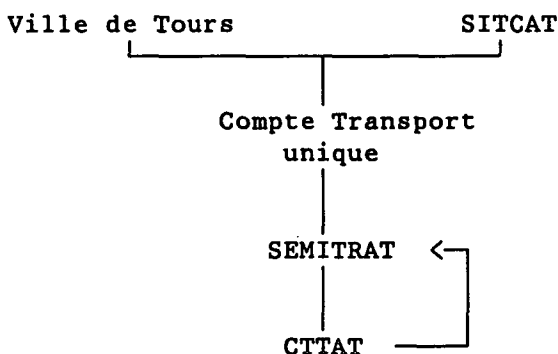 Ville de Tours SITCAT
Compte Transport
unique
SEMITRAT
CTTAT